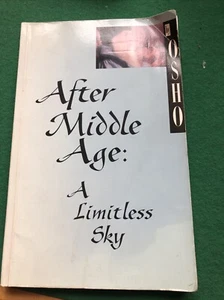 OSHO
After
Middle
Age:
A
Limitless
Sky